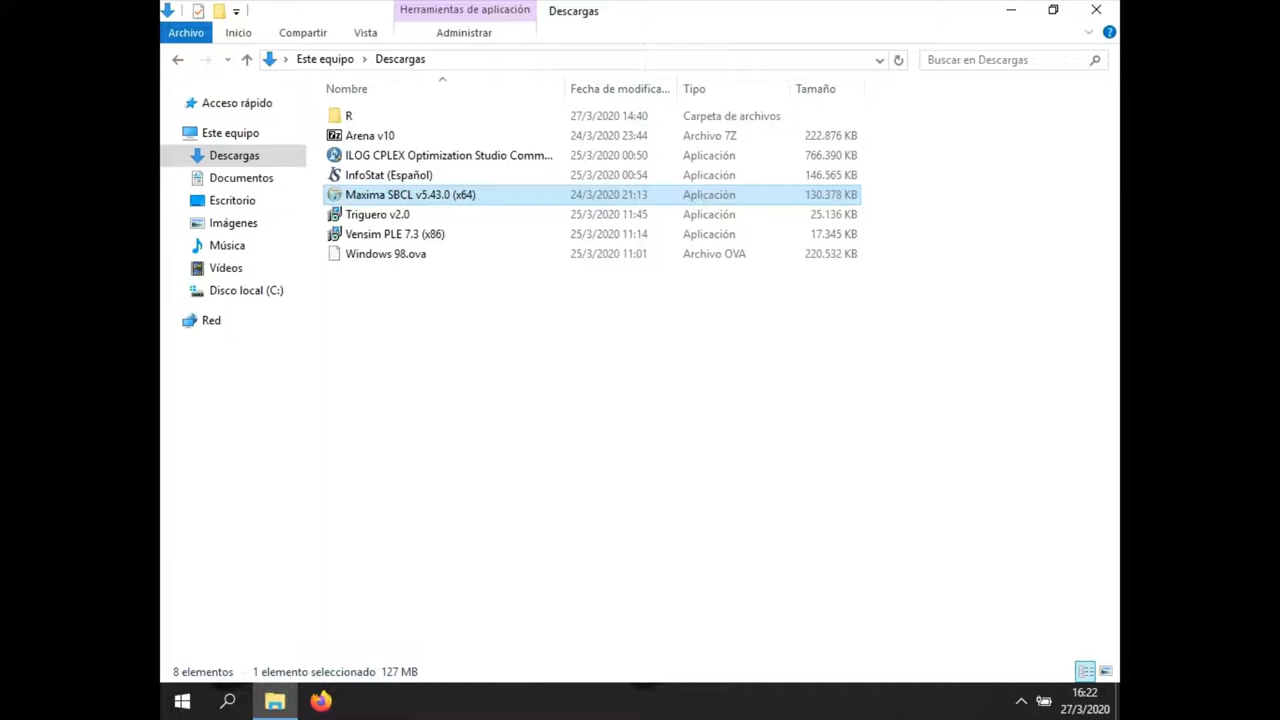 Herramientas de aplicación
Descargas
Archivo
Inicio
Compartir
Vista
Administrar
Este equipo
Descargas
Buscar en Descargas
Nombre
Fecha de modifica...
Tipo
Tamaño
Acceso rápido
Este equipo
Descargas
Documentos
Escritorio
Imágenes
Música
Vídeos
Disco local (C:)
Red
R 27/3/2020 14:40 Carpeta de archivos
Arena v10 24/3/2020 23:44 Archivo 7Z 222.876 KB
ILOG CPLEX Optimization Studio Comm... 25/3/2020 00:50 Aplicación 766.390 KB
InfoStat (Español) 25/3/2020 00:54 Aplicación 146.565 KB
Maxima SBCL v5.43.0 (x64) 24/3/2020 21:13 Aplicación 130.378 KB
Triguero v2.0 25/3/2020 11:45 Aplicación 25.136 KB
Vensim PLE 7.3 (x86) 25/3/2020 11:14 Aplicación 17.345 KB
Windows 98.ova 25/3/2020 11:01 Archivo OVA 220.532 KB
8 elementos
1 elemento seleccionado 127 MB
16:22
27/3/2020